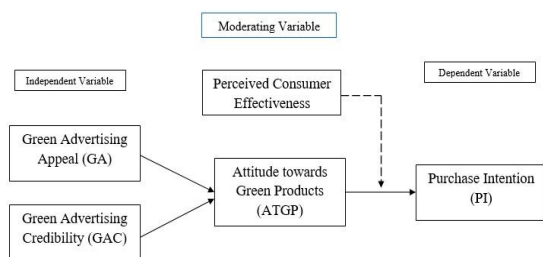 Moderating Variable
Independent Variable
Perceived Consumer
Effectiveness
Dependent Variable
Green Advertising
Appeal (GA)
Attitude towards
Green Products
(ATGP)
Purchase Intention
(PI)
Green Advertising
Credibility (GAC)